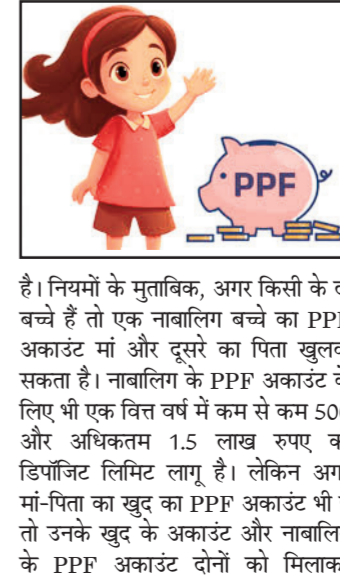 PPF
है। नियमों के मुताबिक, अगर किसी के
बच्चे हैं तो एक नाबालिग बच्चे का PPF
अकाउंट मां और दूसरे का पिता
सकता है। नाबालिग के PPF अकाउंट
लिए भी एक वित्त वर्ष में कम से कम
और अधिकतम 1.5 लाख रुपए
डिपॉजिट लिमिट लागू है। लेकिन
मां-पिता का खुद का PPF अकाउंट भी
तो उनके खुद के अकाउंट और
के PPF अकाउंट दोनों को